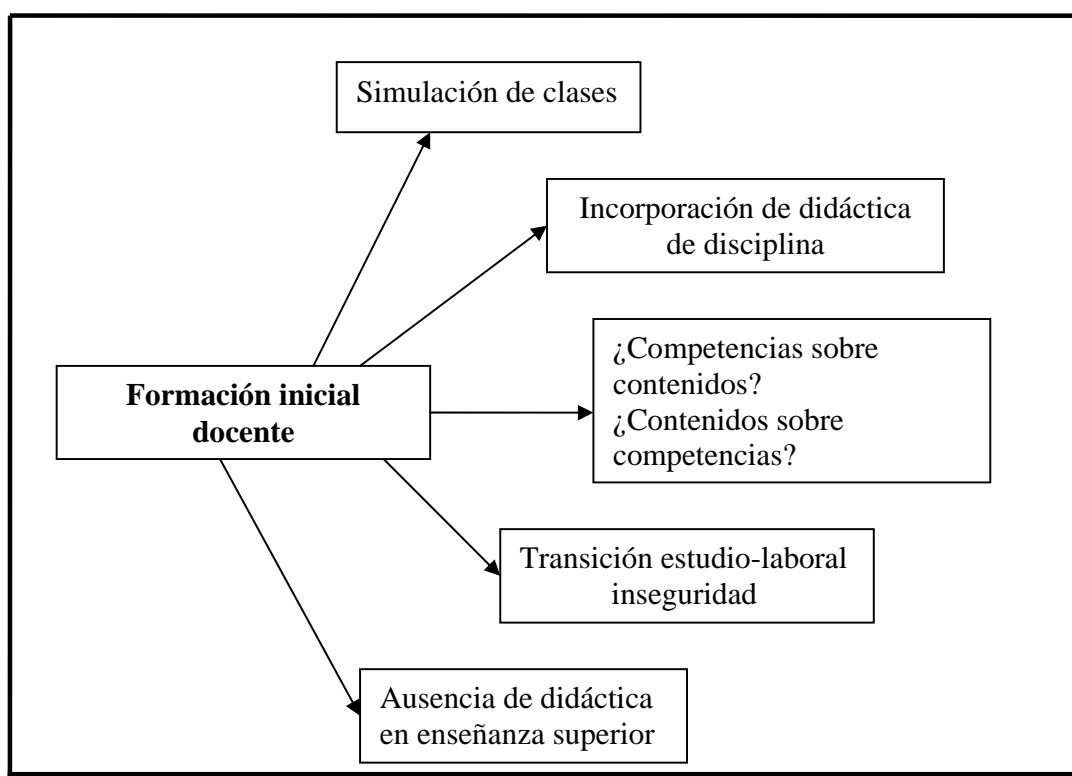 Simulación de clases
Incorporación de didáctica
de disciplina
¿Competencias sobre
contenidos?
¿Contenidos sobre
competencias?
Formación inicial
docente
Transición estudio-laboral
inseguridad
Ausencia de didáctica
en enseñanza superior